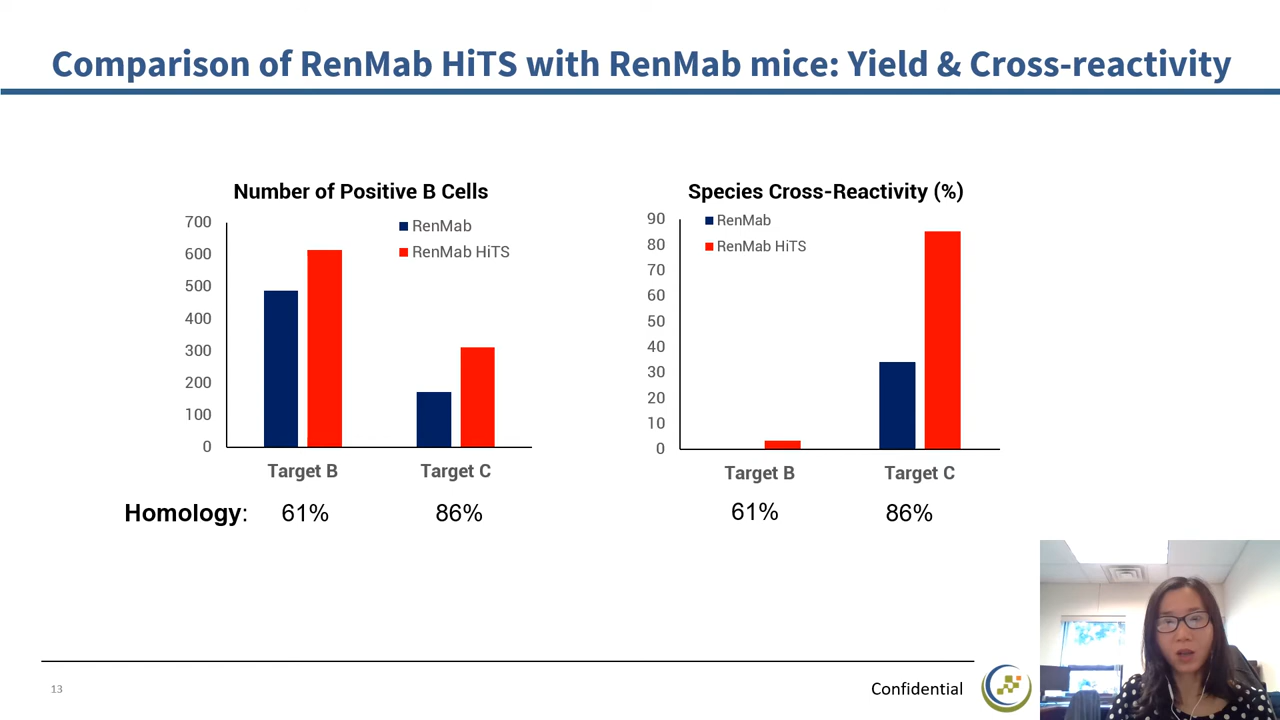 Comparison of RenMab HiTS with RenMab mice: Yield & Cross-reactivity
Number of Positive B Cells
RenMab
RenMab HiTS
700
600
500
400
300
200
100
0
Target B
Target C
Homology: 61% 86%
Species Cross-Reactivity (%)
RenMab
RenMab HiTS
90
80
70
60
50
40
30
20
10
0
Target B
Target C
61% 86%
13
Confidential